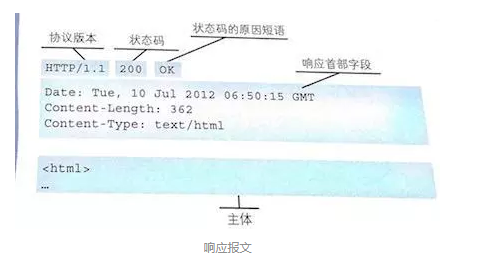 协议版本 状态码 状态码的原因短语
响应首部字段
HTTP/1.1 200 OK
Date: Tue, 10 Jul 2012 06:50:15 GMT
Content-Length: 362
Content-Type: text/html
<html>
…
主体
响应报文